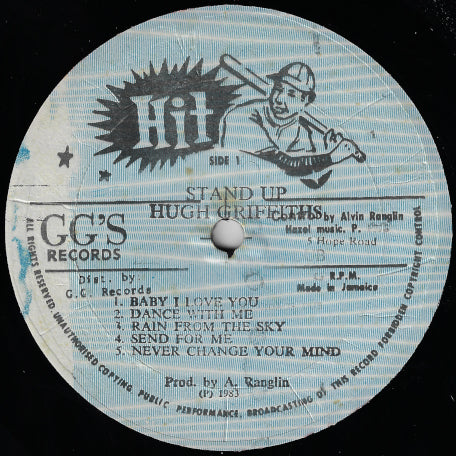 Hit
SIDE 1
STAND UP
HUGH GRIFFITHS
GG'S
RECORDS
Dist. by:
G.G. Records
by Alvin Ranglin
Hazel music. P.
5 Hope Road
R.P.M.
Made in Jamaica
1. BABY I LOVE YOU
2. DANCE WITH ME
3. RAIN FROM THE SKY
4. SEND FOR ME
5. NEVER CHANGE YOUR MIND
Prod. by A. Ranglin
(P) 1983
ALL RIGHTS RESERVED. UNAUTHORISED COPYING, PUBLIC PERFORMANCE, BROADCASTING OF THIS RECORD FORBIDDEN COPYRIGHT CONTROL